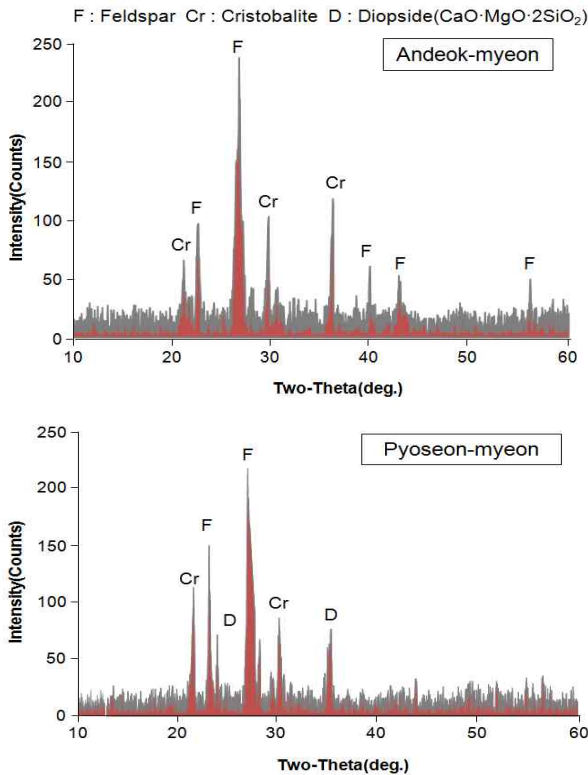 F : Feldspar Cr : Cristobalite D : Diopside(CaO·MgO·2SiO₂)
Andeok-myeon
Intensity(Counts)
250
200
150
100
50
0
F
Cr
F
Cr
Cr
F
F
F
10 20 30 40 50 60
Two-Theta(deg.)
Pyoseon-myeon
Intensity(Counts)
250
200
150
100
50
0
F
F
Cr
D
Cr
D
10 20 30 40 50 60
Two-Theta(deg.)